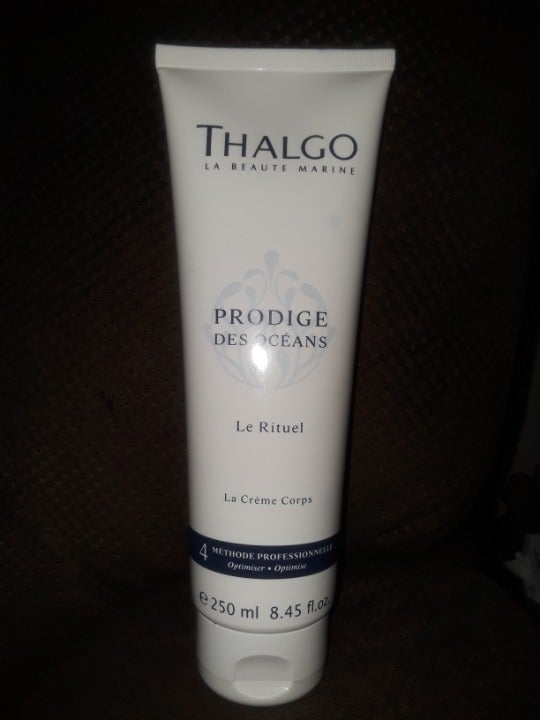 THALGO
LA BEAUTE MARINE
PRODIGE
DES OCÉANS
Le Rituel
La Crème Corps
4 MÉTHODE PROFESSIONNELLE
Optimiser • Optimise
℮ 250 ml 8.45 fl.oz.